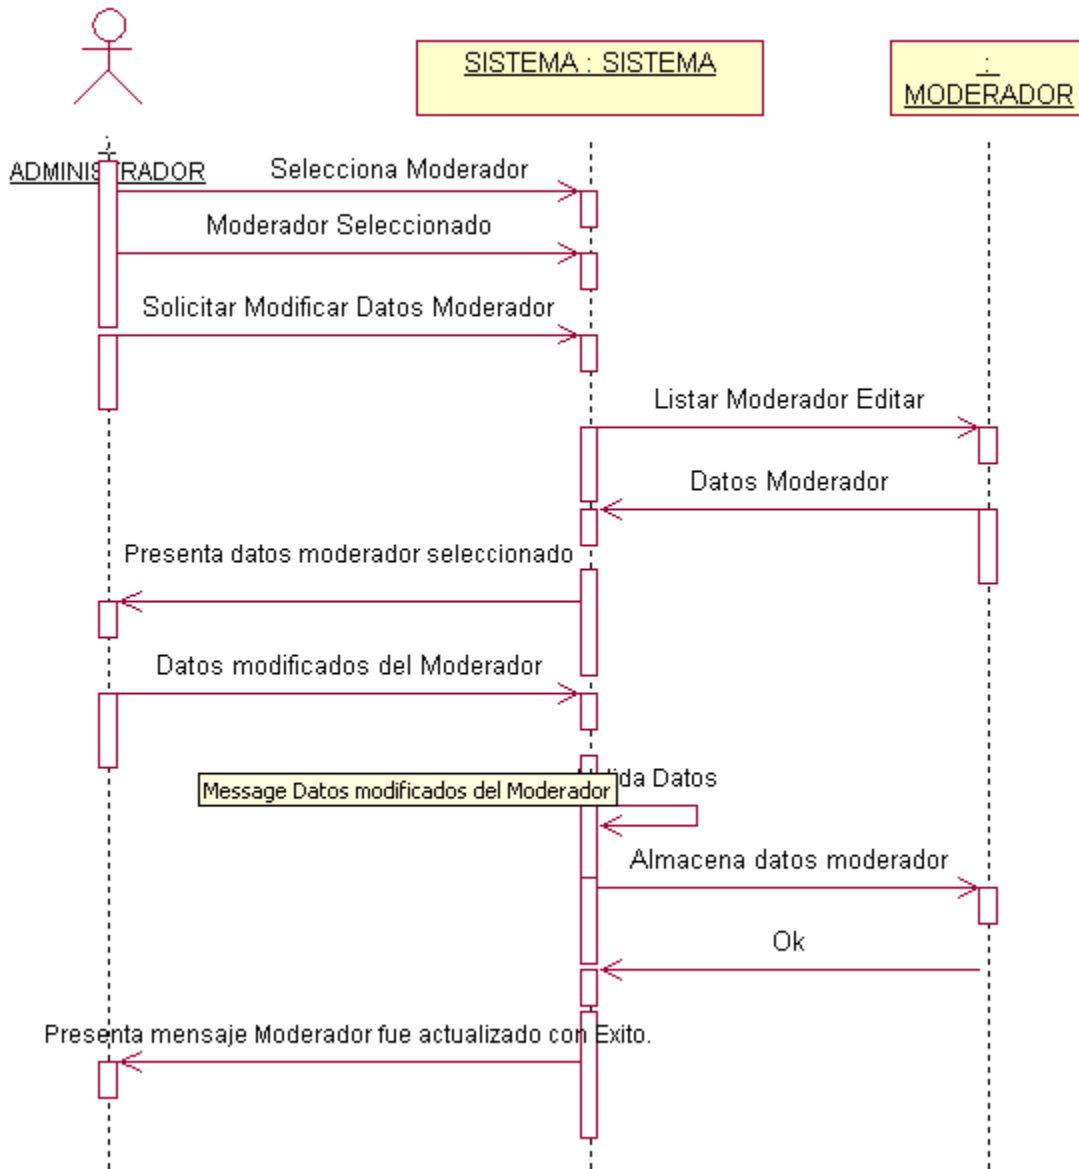 SISTEMA : SISTEMA
:
MODERADOR
:
ADMINISTRADOR
Selecciona Moderador
Moderador Seleccionado
Solicitar Modificar Datos Moderador
Listar Moderador Editar
Datos Moderador
Presenta datos moderador seleccionado
Datos modificados del Moderador
Datos
Message Datos modificados del Moderador
Almacena datos moderador
Ok
Presenta mensaje Moderador fue actualizado con Exito.